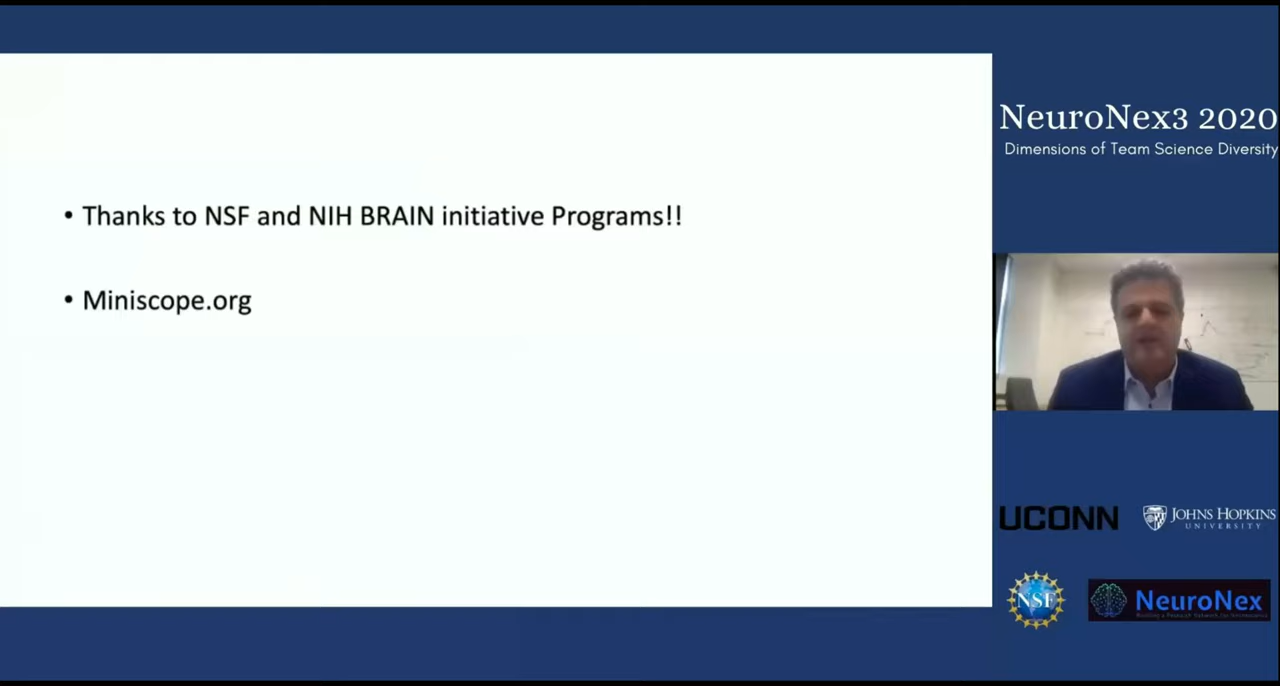 • Thanks to NSF and NIH BRAIN initiative Programs!!
• Miniscope.org
NeuroNex3 2020
Dimensions of Team Science Diversity
UCONN
JOHNS HOPKINS
UNIVERSITY
NSF
NeuroNex